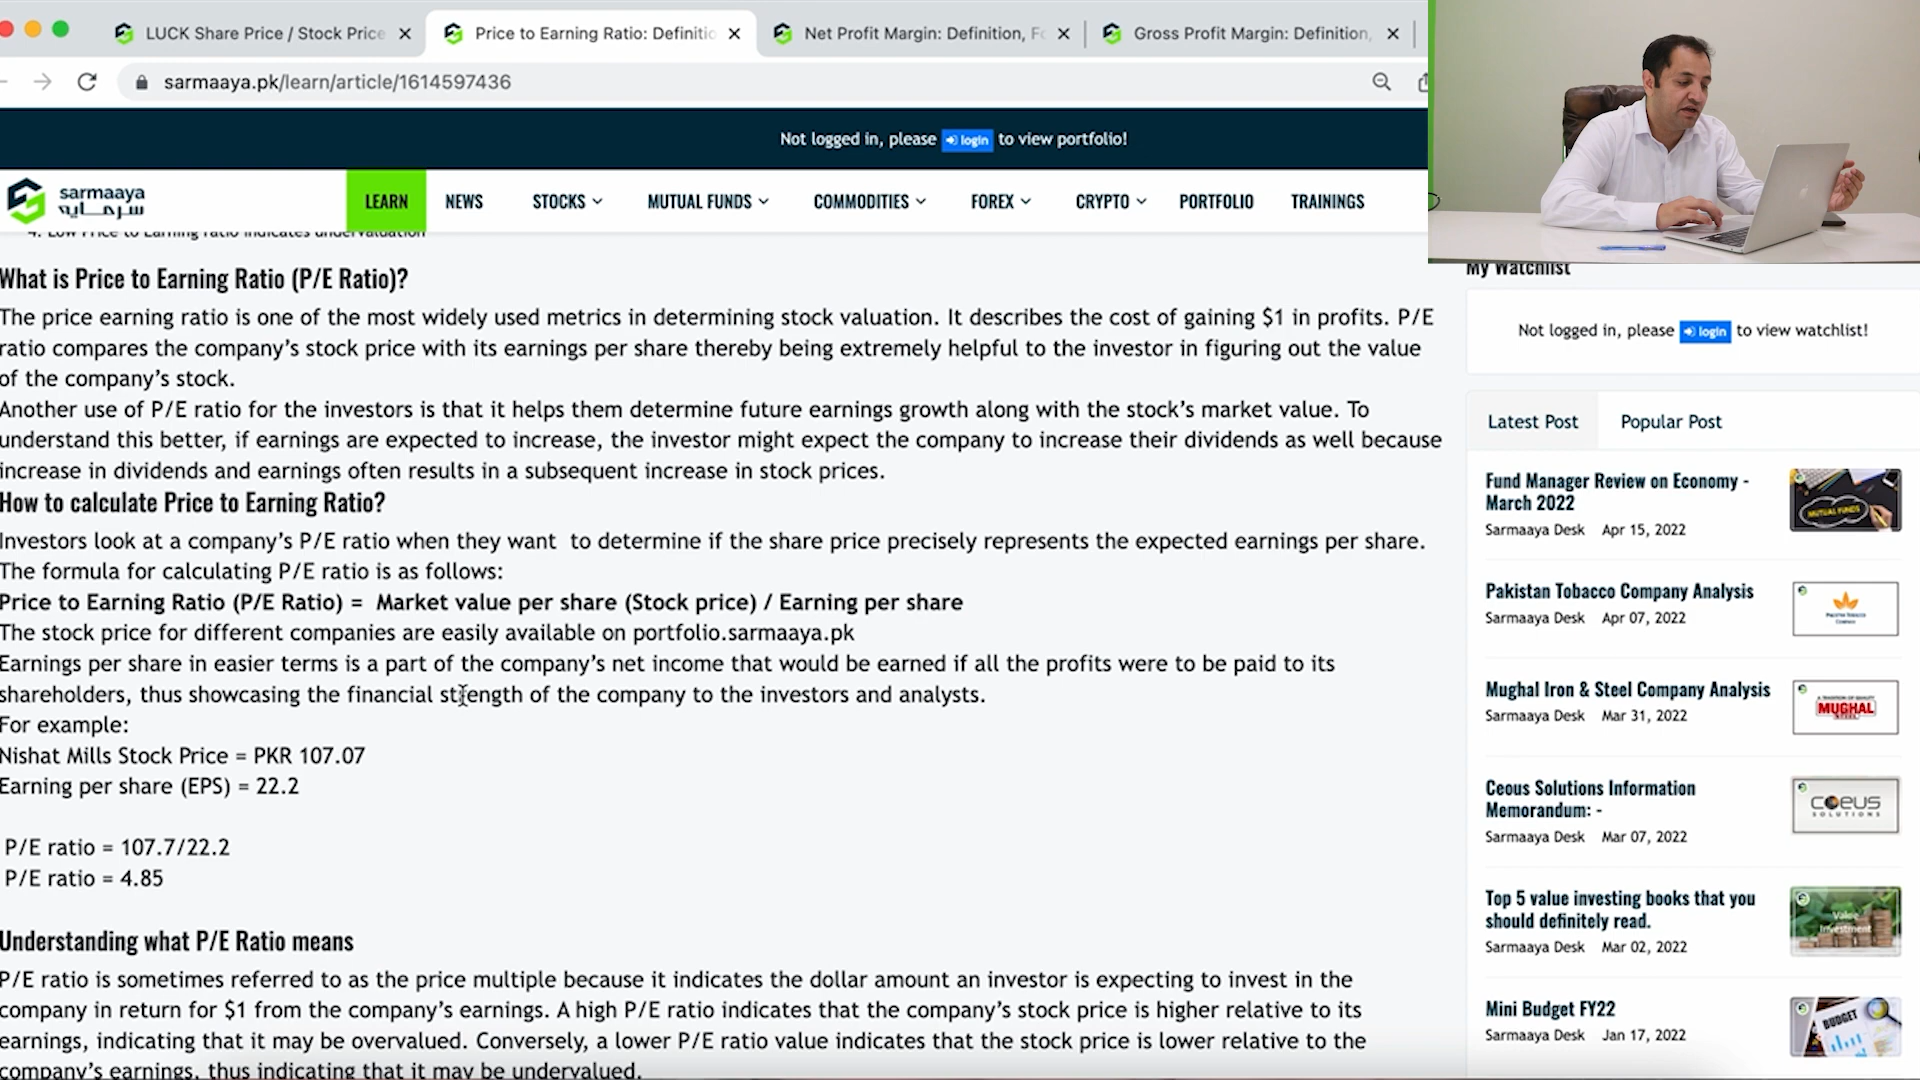 LUCK Share Price / Stock Price
Price to Earning Ratio: Definitio
Net Profit Margin: Definition, Fo
Gross Profit Margin: Definition,
sarmaaya.pk/learn/article/1614597436
Not logged in, please login to view portfolio!
sarmaaya
سرمایہ
LEARN
NEWS
STOCKS
MUTUAL FUNDS
COMMODITIES
FOREX
CRYPTO
PORTFOLIO
TRAININGS
4. Low Price to Earning ratio indicates undervaluation
What is Price to Earning Ratio (P/E Ratio)?
The price earning ratio is one of the most widely used metrics in determining stock valuation. It describes the cost of gaining $1 in profits. P/E
ratio compares the company's stock price with its earnings per share thereby being extremely helpful to the investor in figuring out the value
of the company's stock.
Another use of P/E ratio for the investors is that it helps them determine future earnings growth along with the stock's market value. To
understand this better, if earnings are expected to increase, the investor might expect the company to increase their dividends as well because
increase in dividends and earnings often results in a subsequent increase in stock prices.
How to calculate Price to Earning Ratio?
Investors look at a company's P/E ratio when they want  to determine if the share price precisely represents the expected earnings per share.
The formula for calculating P/E ratio is as follows:
Price to Earning Ratio (P/E Ratio) =  Market value per share (Stock price) / Earning per share
The stock price for different companies are easily available on portfolio.sarmaaya.pk
Earnings per share in easier terms is a part of the company's net income that would be earned if all the profits were to be paid to its
shareholders, thus showcasing the financial strength of the company to the investors and analysts.
For example:
Nishat Mills Stock Price = PKR 107.07
Earning per share (EPS) = 22.2
P/E ratio = 107.7/22.2
P/E ratio = 4.85
Understanding what P/E Ratio means
P/E ratio is sometimes referred to as the price multiple because it indicates the dollar amount an investor is expecting to invest in the
company in return for $1 from the company's earnings. A high P/E ratio indicates that the company's stock price is higher relative to its
earnings, indicating that it may be overvalued. Conversely, a lower P/E ratio value indicates that the stock price is lower relative to the
company's earnings, thus indicating that it may be undervalued.
My Watchlist
Not logged in, please login to view watchlist!
Latest Post
Popular Post
Fund Manager Review on Economy -
March 2022
Sarmaaya Desk Apr 15, 2022
MUTUAL FUNDS
Pakistan Tobacco Company Analysis
Sarmaaya Desk Apr 07, 2022
Mughal Iron & Steel Company Analysis
Sarmaaya Desk Mar 31, 2022
MUGHAL
Ceous Solutions Information
Memorandum: -
Sarmaaya Desk Mar 07, 2022
COEUS
SOLUTIONS
Top 5 value investing books that you
should definitely read.
Sarmaaya Desk Mar 02, 2022
Value
Investment
Mini Budget FY22
Sarmaaya Desk Jan 17, 2022
BUDGET